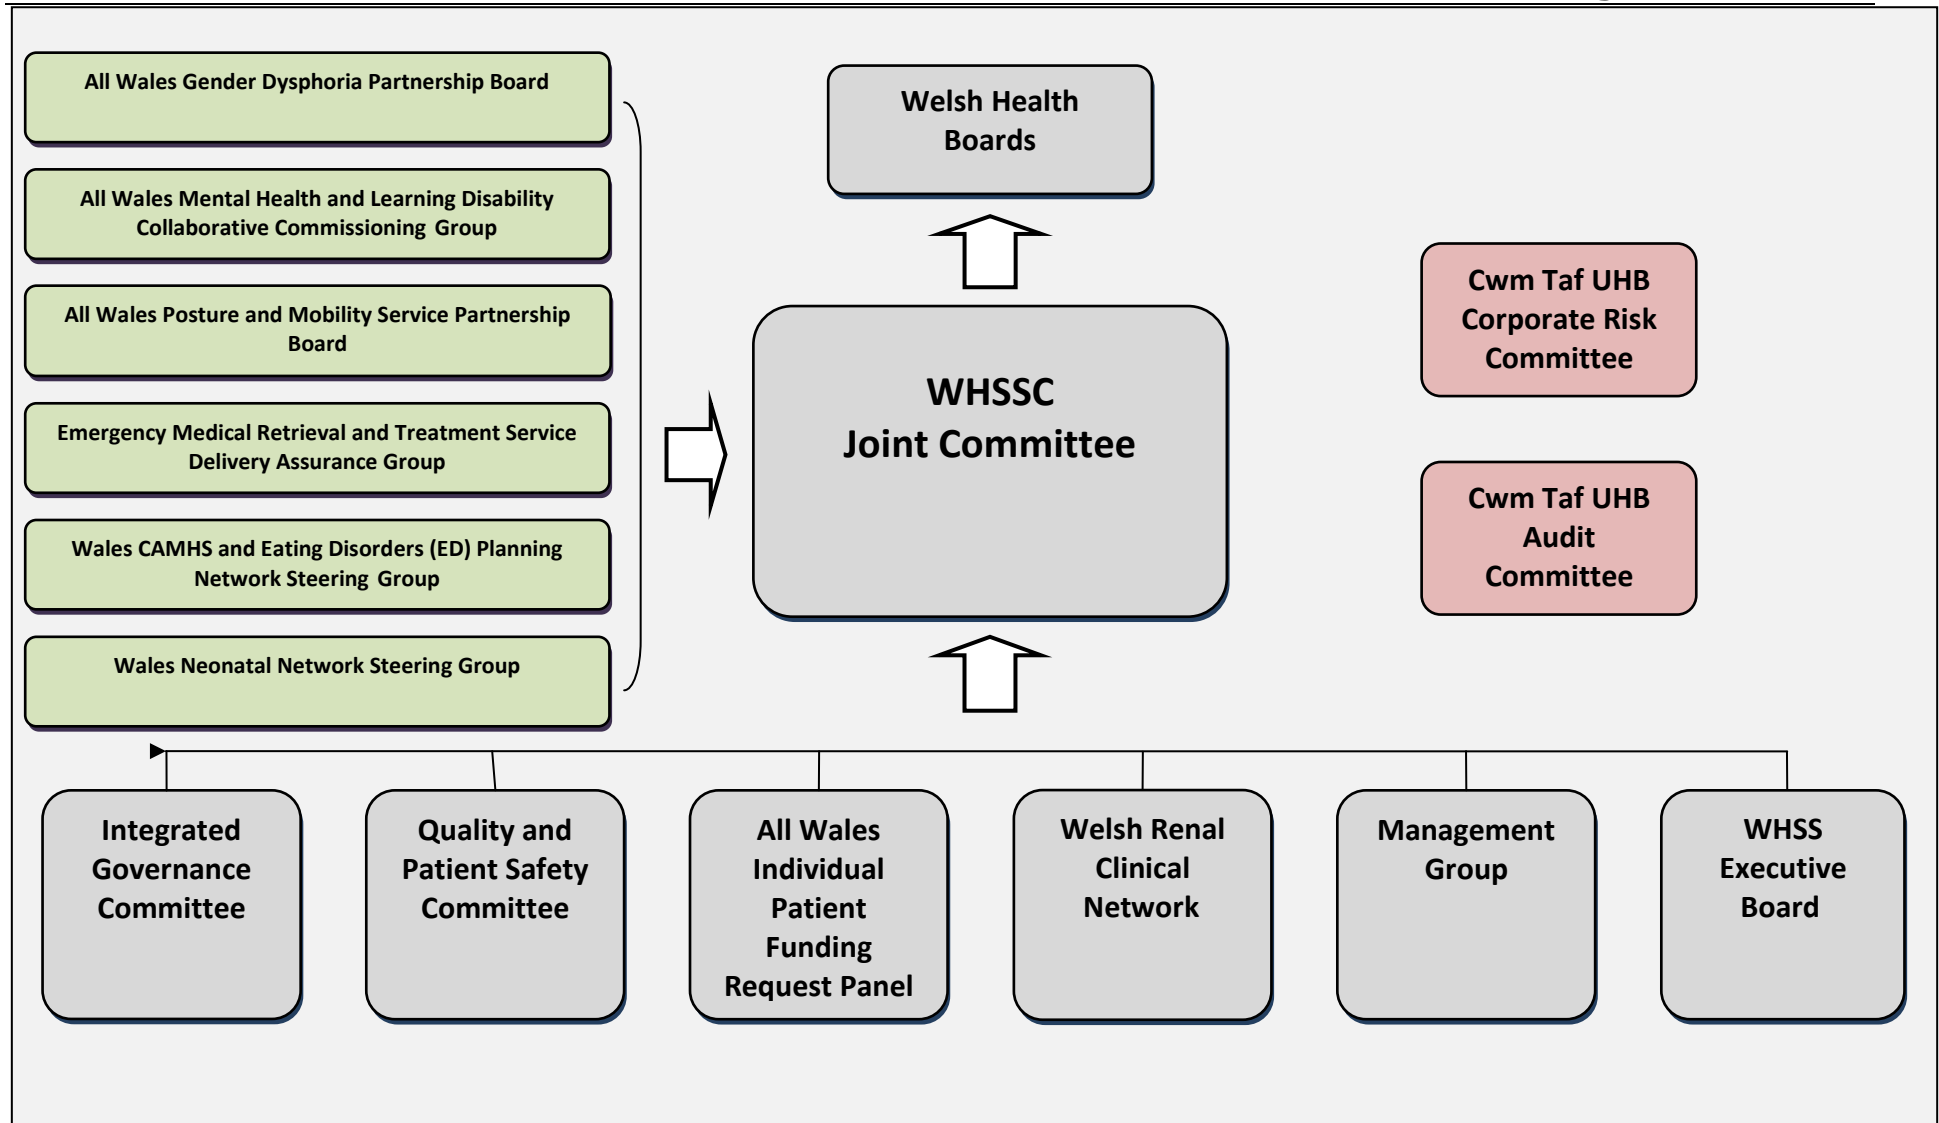 All Wales Gender Dysphoria Partnership Board
All Wales Mental Health and Learning Disability
Collaborative Commissioning Group
All Wales Posture and Mobility Service Partnership
Board
Emergency Medical Retrieval and Treatment Service
Delivery Assurance Group
Wales CAMHS and Eating Disorders (ED) Planning
Network Steering Group
Wales Neonatal Network Steering Group
Welsh Health
Boards
WHSSC
Joint Committee
Cwm Taf UHB
Corporate Risk
Committee
Cwm Taf UHB
Audit
Committee
Integrated
Governance
Committee
Quality and
Patient Safety
Committee
All Wales
Individual
Patient
Funding
Request Panel
Welsh Renal
Clinical
Network
Management
Group
WHSS
Executive
Board